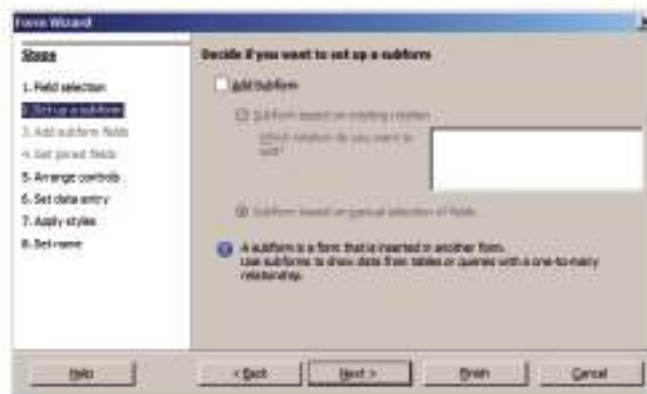 Form Wizard
Steps
1. Field selection
2. Set up a subform
3. Add subform fields
4. Get joined fields
5. Arrange controls
6. Set data entry
7. Apply styles
8. Set name
Decide if you want to set up a subform
Add Subform
Subform based on existing relation
Which relation do you want to add?
Subform based on manual selection of fields
A subform is a form that is inserted in another form.
Use subforms to show data from tables or queries with a one-to-many
relationship.
Help
< Back
Next >
Finish
Cancel